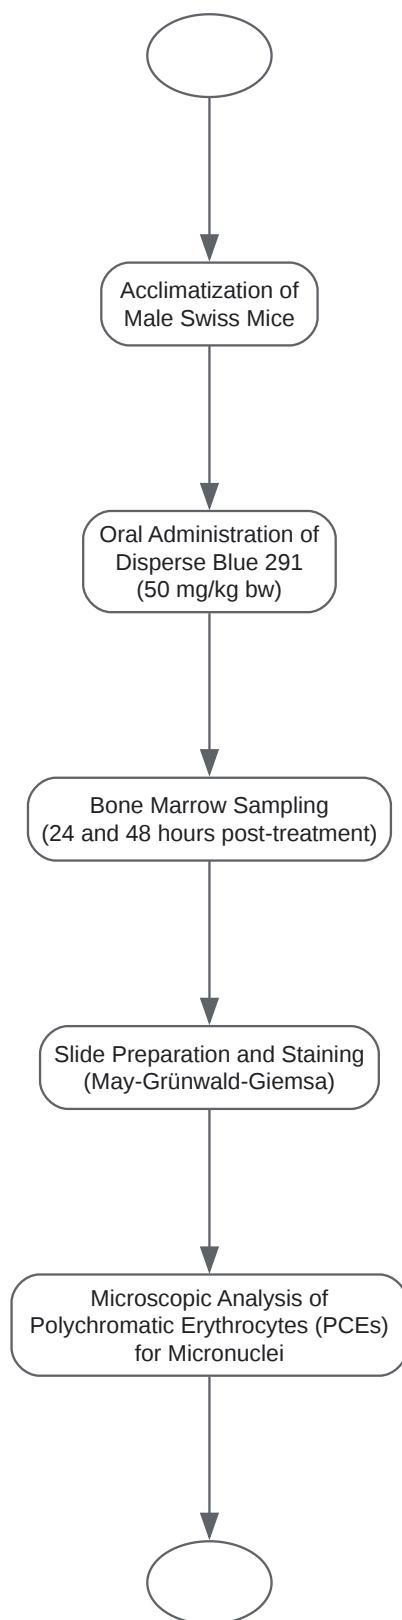 Acclimatization of
Male Swiss Mice
Oral Administration of
Disperse Blue 291
(50 mg/kg bw)
Bone Marrow Sampling
(24 and 48 hours post-treatment)
Slide Preparation and Staining
(May-Grünwald-Giemsa)
Microscopic Analysis of
Polychromatic Erythrocytes (PCEs)
for Micronuclei